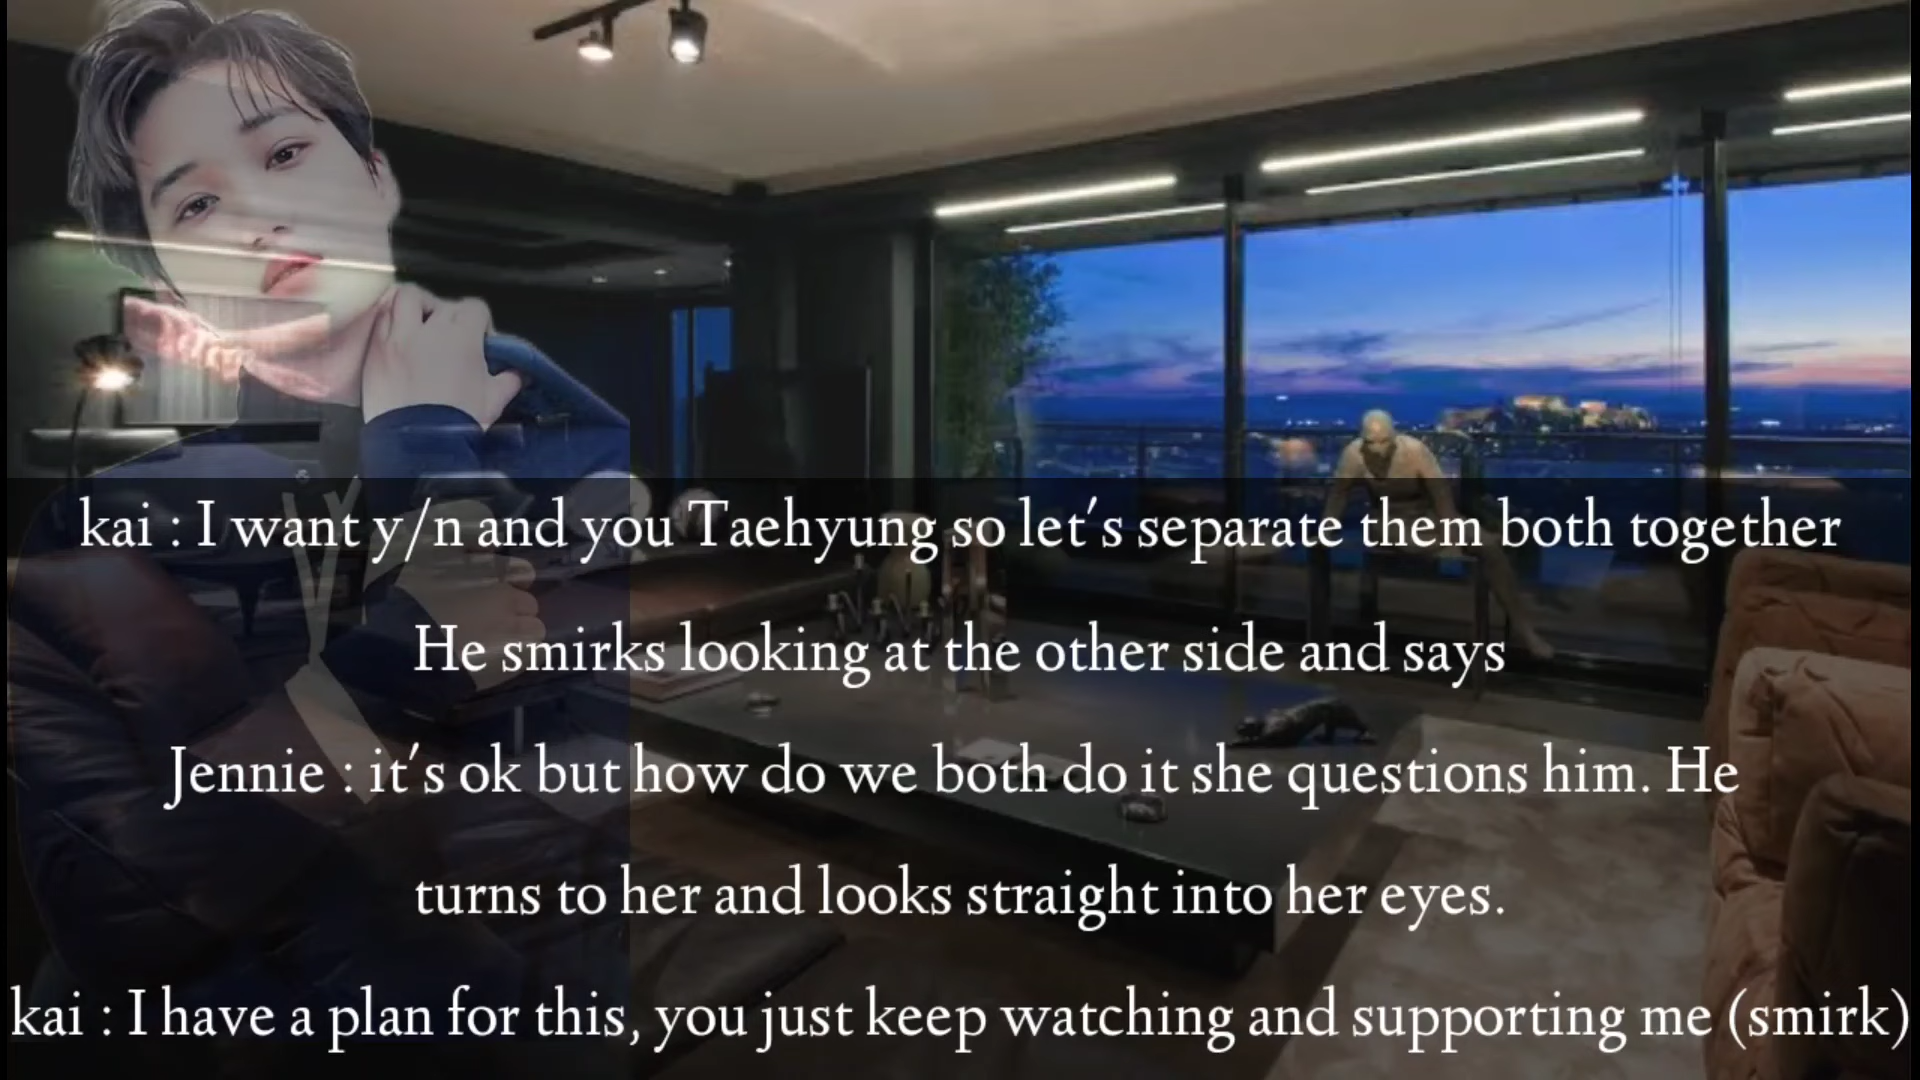 kai : I want y/n and you Taehyung so let's separate them both together
He smirks looking at the other side and says
Jennie : it's ok but how do we both do it she questions him. He
turns to her and looks straight into her eyes.
kai : I have a plan for this, you just keep watching and supporting me (smirk)